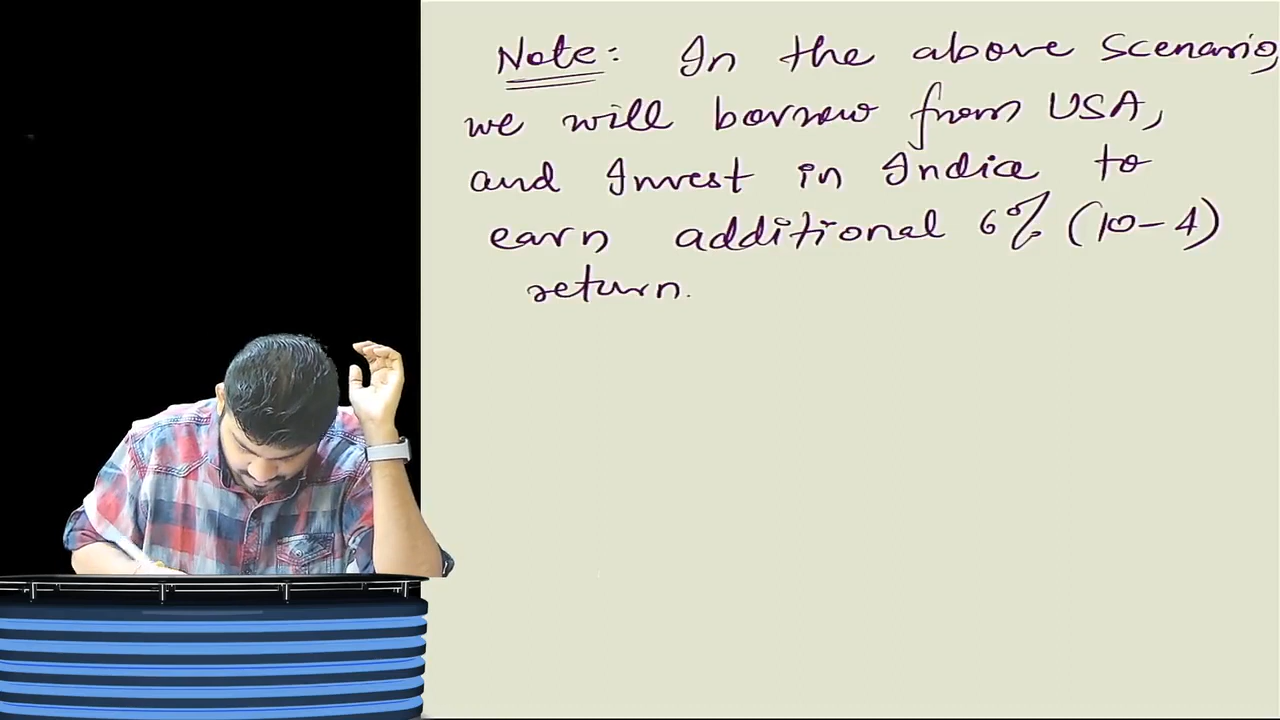 Note: In the above scenario,
we will borrow from USA,
and Invest in India to
earn additional 6% (10-4)
return.